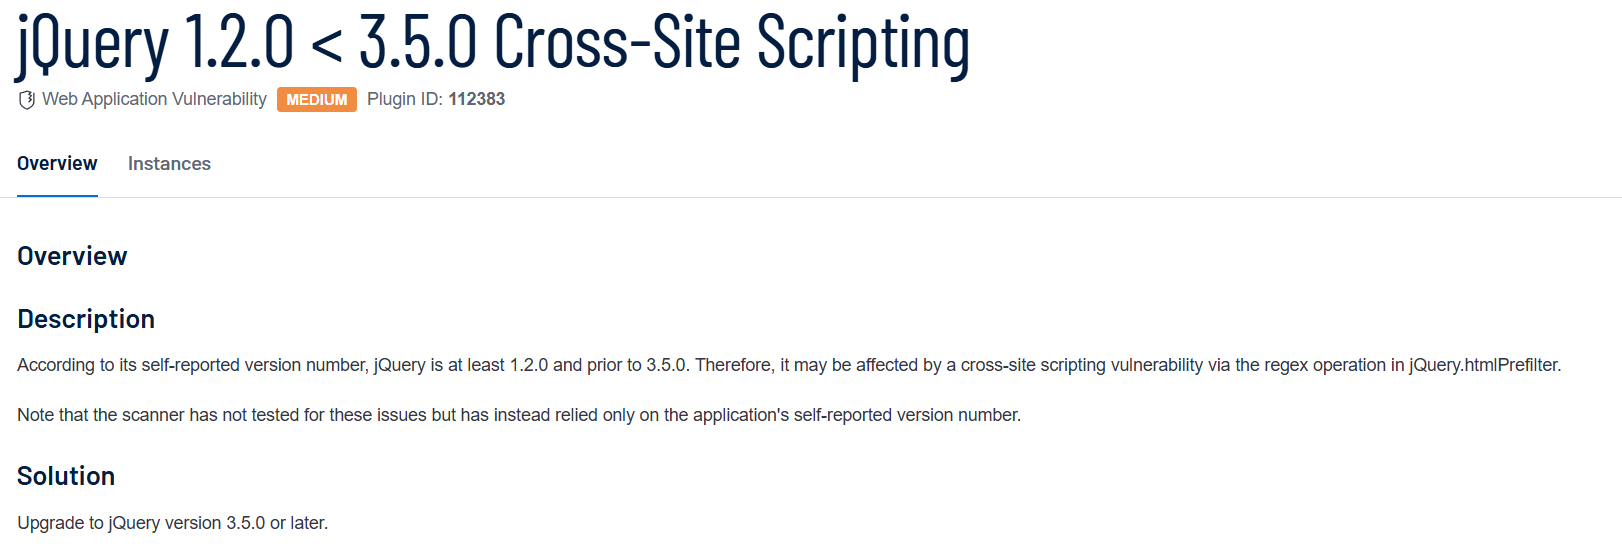 jQuery 1.2.0 < 3.5.0 Cross-Site Scripting
Web Application Vulnerability MEDIUM Plugin ID: 112383
Overview Instances
Overview
Description
According to its self-reported version number, jQuery is at least 1.2.0 and prior to 3.5.0. Therefore, it may be affected by a cross-site scripting vulnerability via the regex operation in jQuery.htmlPrefilter.
Note that the scanner has not tested for these issues but has instead relied only on the application's self-reported version number.
Solution
Upgrade to jQuery version 3.5.0 or later.